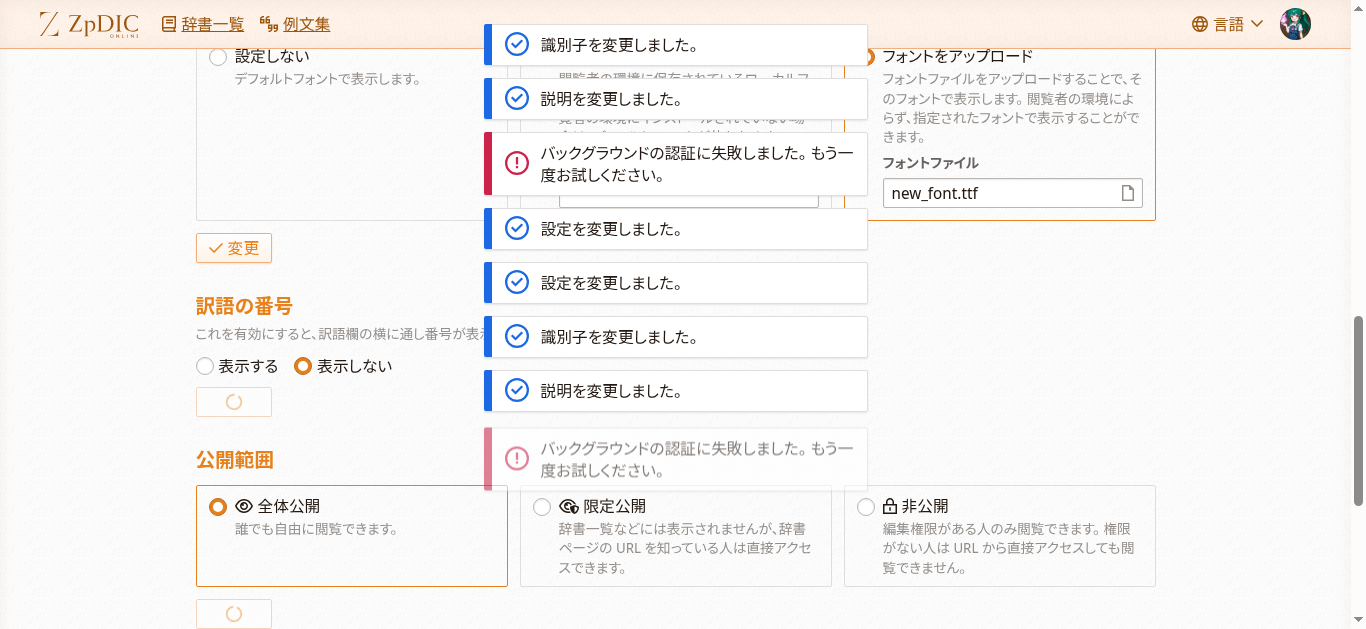 ZpDIC
ONLINE
辞書一覧
例文集
言語
設定しない
デフォルトフォントで表示します。
フォントをアップロード
フォントファイルをアップロードすることで、そ
のフォントで表示します。閲覧者の環境によ
らず、指定されたフォントで表示することがで
きます。
フォントファイル
new_font.ttf
識別子を変更しました。
説明を変更しました。
バックグラウンドの認証に失敗しました。もう一
度お試しください。
設定を変更しました。
設定を変更しました。
識別子を変更しました。
説明を変更しました。
バックグラウンドの認証に失敗しました。もう一
度お試しください。
変更
訳語の番号
これを有効にすると、訳語欄の横に通し番号が表示
表示する
表示しない
公開範囲
全体公開
誰でも自由に閲覧できます。
限定公開
辞書一覧などには表示されませんが、辞書
ページの URL を知っている人は直接アクセ
スできます。
非公開
編集権限がある人のみ閲覧できます。権限
がない人は URL から直接アクセスしても閲
覧できません。